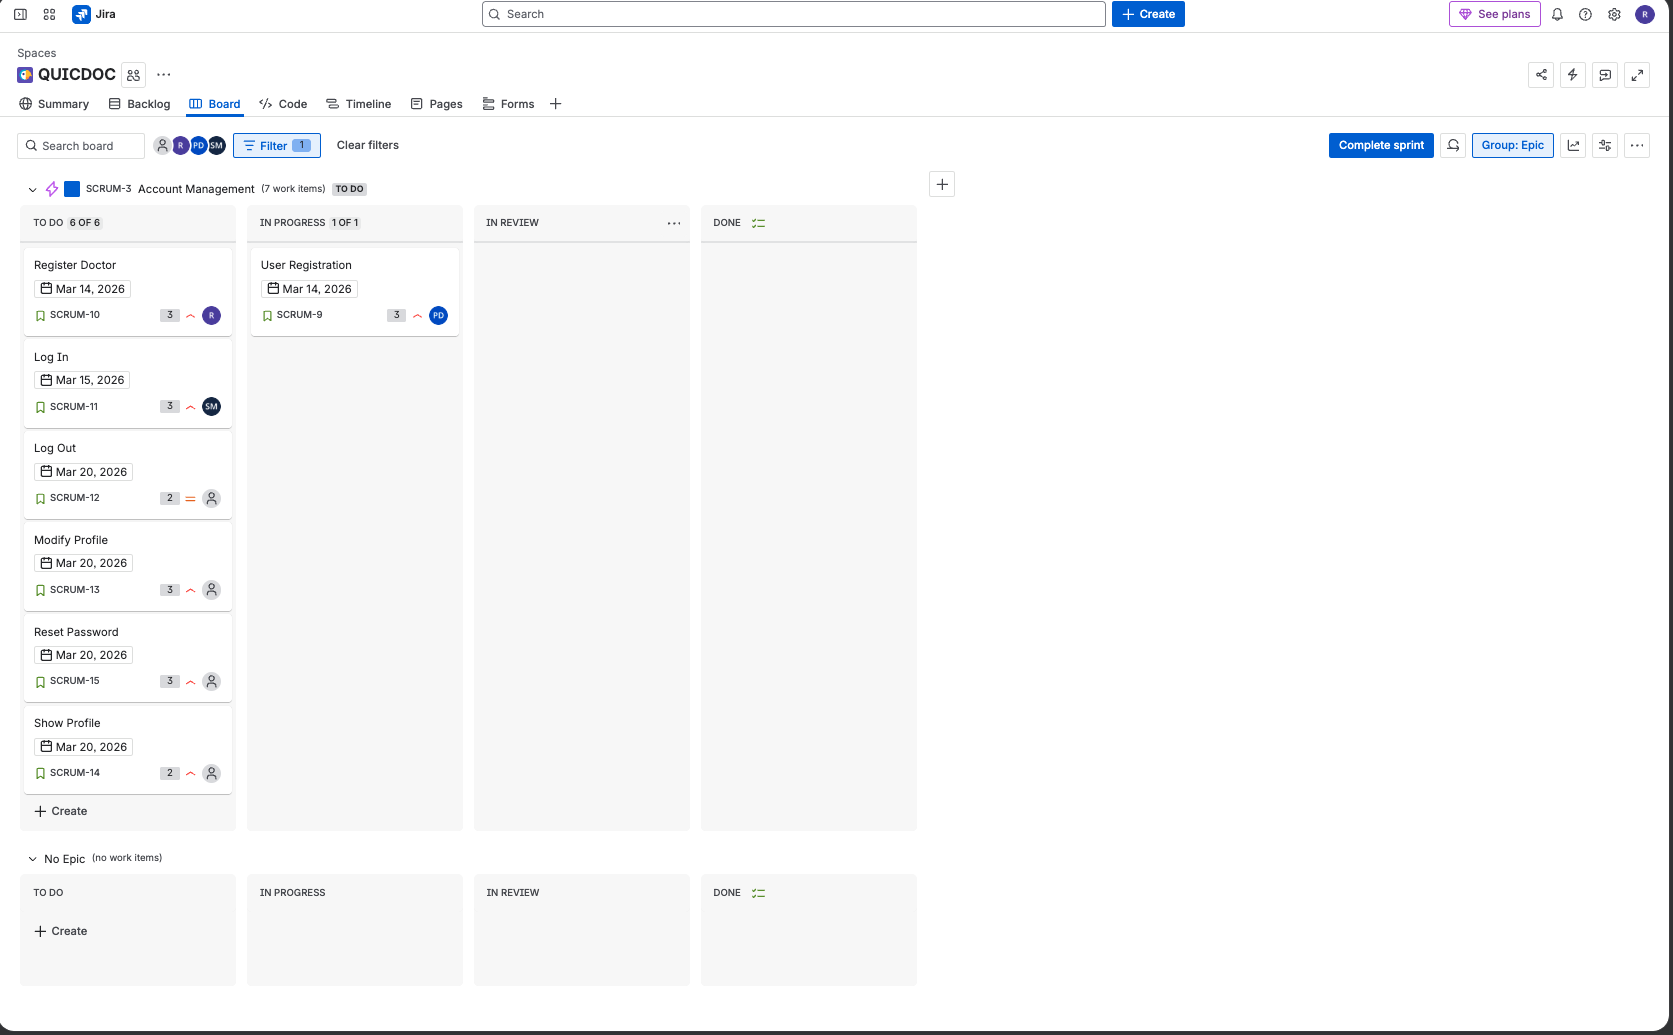 Jira
Search
Create
See plans
R
Spaces
QUICDOC
Summary
Backlog
Board
Code
Timeline
Pages
Forms
Search board
R
PD
SM
Filter 1
Clear filters
Complete sprint
Group: Epic
SCRUM-3 Account Management (7 work items) TO DO
TO DO 6 OF 6
IN PROGRESS 1 OF 1
IN REVIEW
DONE
Register Doctor
Mar 14, 2026
SCRUM-10 3 R
Log In
Mar 15, 2026
SCRUM-11 3 SM
Log Out
Mar 20, 2026
SCRUM-12 2
Modify Profile
Mar 20, 2026
SCRUM-13 3
Reset Password
Mar 20, 2026
SCRUM-15 3
Show Profile
Mar 20, 2026
SCRUM-14 2
Create
User Registration
Mar 14, 2026
SCRUM-9 3 PD
No Epic (no work items)
TO DO
IN PROGRESS
IN REVIEW
DONE
Create